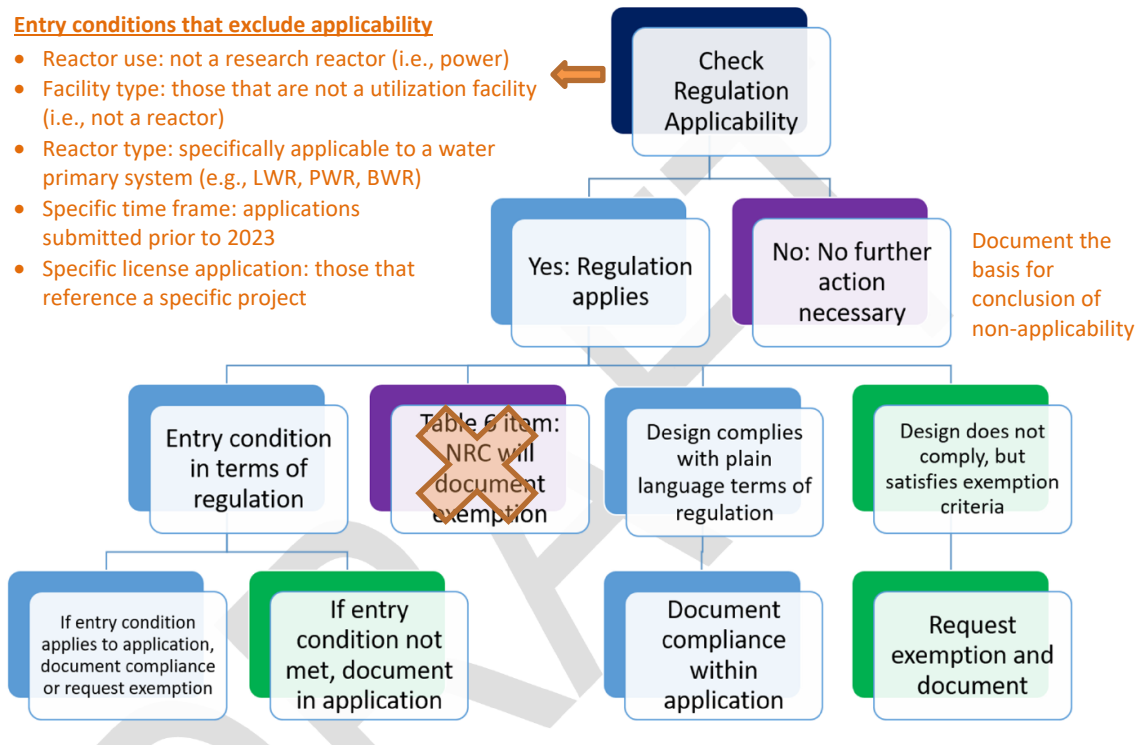 Entry conditions that exclude applicability
• Reactor use: not a research reactor (i.e., power)
• Facility type: those that are not a utilization facility
(i.e., not a reactor)
• Reactor type: specifically applicable to a water
primary system (e.g., LWR, PWR, BWR)
• Specific time frame: applications
submitted prior to 2023
• Specific license application: those that
reference a specific project
Check
Regulation
Applicability
Yes: Regulation
applies
No: No further
action
necessary
Document the
basis for
conclusion of
non-applicability
Entry condition
in terms of
regulation
Table 6 item:
NRC will
document
exemption
Design complies
with plain
language terms of
regulation
Design does not
comply, but
satisfies exemption
criteria
If entry condition
applies to application,
document compliance
or request exemption
If entry
condition not
met, document
in application
Document
compliance
within
application
Request
exemption and
document
DRAFT